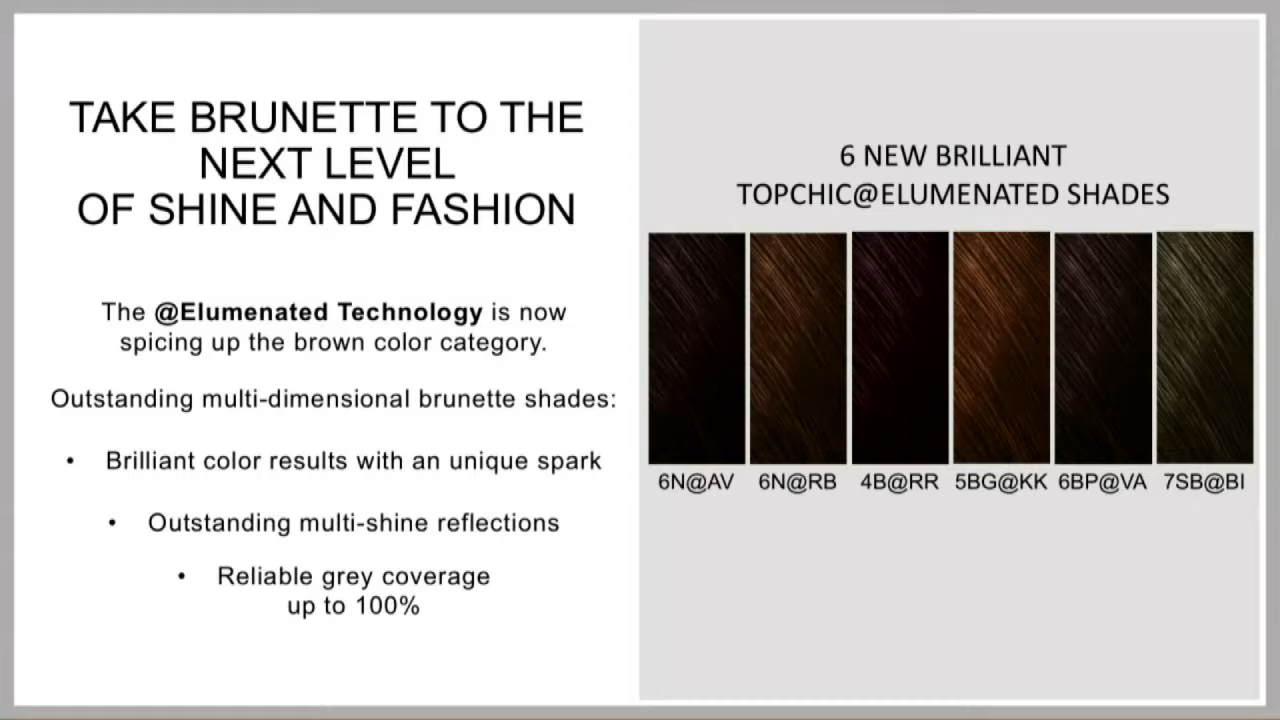 TAKE BRUNETTE TO THE
NEXT LEVEL
OF SHINE AND FASHION
The @Elumenated Technology is now
spicing up the brown color category.
Outstanding multi-dimensional brunette shades:
• Brilliant color results with an unique spark
• Outstanding multi-shine reflections
• Reliable grey coverage
up to 100%
6 NEW BRILLIANT
TOPCHIC@ELUMENATED SHADES
6N@AV 6N@RB 4B@RR 5BG@KK 6BP@VA 7SB@BI